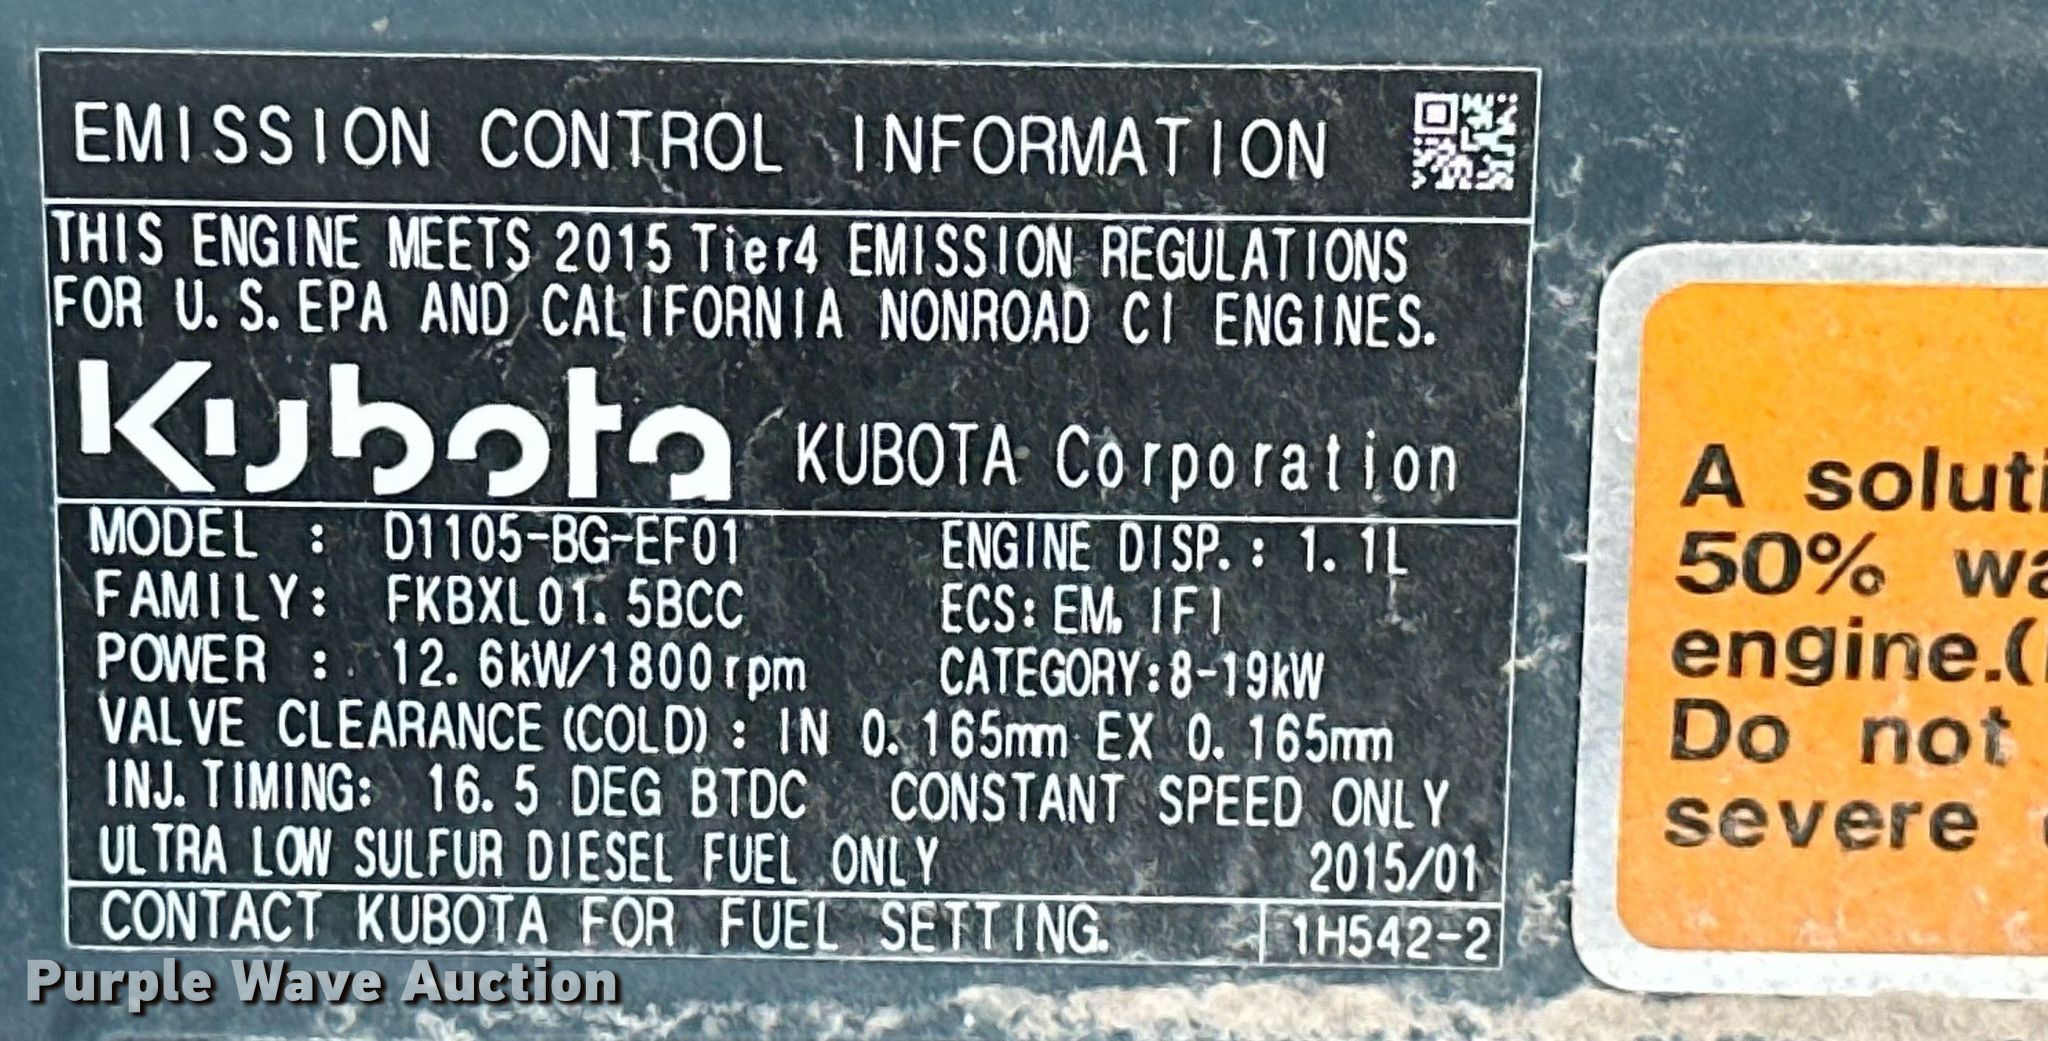 EMISSION CONTROL INFORMATION
THIS ENGINE MEETS 2015 Tier4 EMISSION REGULATIONS
FOR U.S.EPA AND CALIFORNIA NONROAD CI ENGINES.
Kubota KUBOTA Corporation
MODEL : D1105-BG-EF01 ENGINE DISP.: 1.1L
FAMILY: FKBXL01.5BCC ECS: EM, IFI
POWER : 12.6kW/1800rpm CATEGORY:8-19kW
VALVE CLEARANCE(COLD): IN 0.165mm EX 0.165mm
INJ.TIMING: 16.5 DEG BTDC CONSTANT SPEED ONLY
ULTRA LOW SULFUR DIESEL FUEL ONLY 2015/01
CONTACT KUBOTA FOR FUEL SETTING. 1H542-2
A soluti
50% wa
engine.(
Do not
severe
Purple Wave Auction